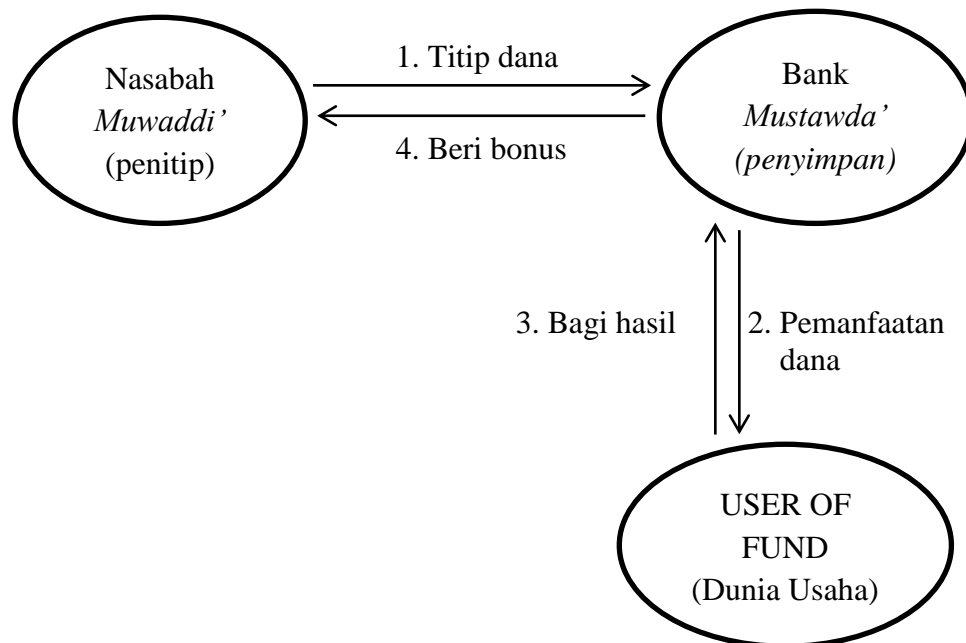 Nasabah
Muwaddi’
(penitip)
1. Titip dana
4. Beri bonus
Bank
Mustawda’
(penyimpan)
3. Bagi hasil
2. Pemanfaatan
dana
USER OF
FUND
(Dunia Usaha)